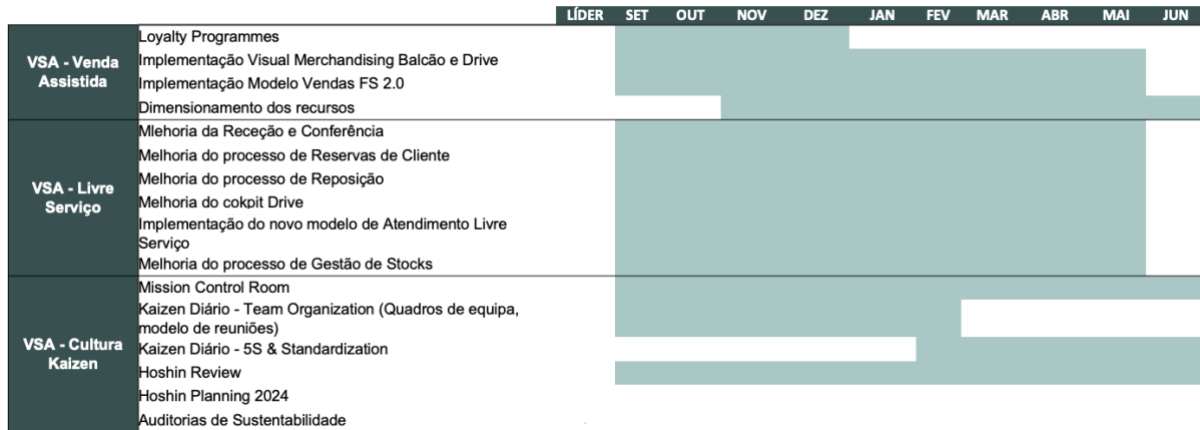 LÍDER SET OUT NOV DEZ JAN FEV MAR ABR MAI JUN
VSA - Venda
Assistida
Loyalty Programmes
Implementação Visual Merchandising Balcão e Drive
Implementação Modelo Vendas FS 2.0
Dimensionamento dos recursos
VSA - Livre
Serviço
Mlehoria da Receção e Conferência
Melhoria do processo de Reservas de Cliente
Melhoria do processo de Reposição
Melhoria do cokpit Drive
Implementação do novo modelo de Atendimento Livre
Serviço
Melhoria do processo de Gestão de Stocks
VSA - Cultura
Kaizen
Mission Control Room
Kaizen Diário - Team Organization (Quadros de equipa,
modelo de reuniões)
Kaizen Diário - 5S & Standardization
Hoshin Review
Hoshin Planning 2024
Auditorias de Sustentabilidade